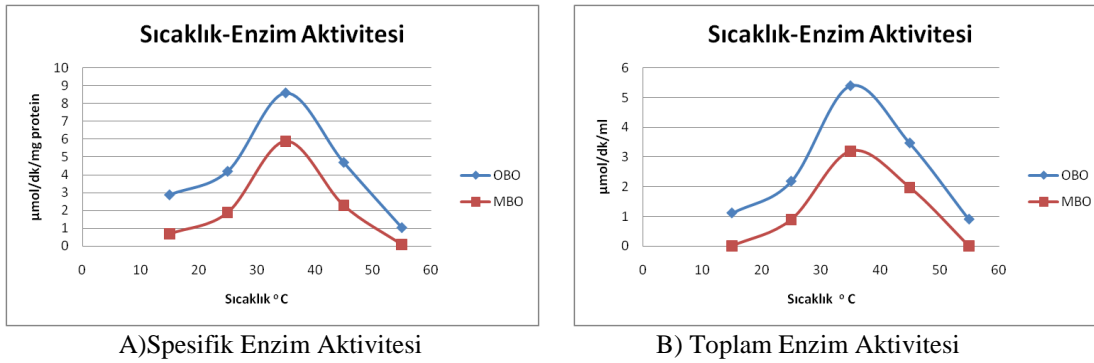 Sıcaklık-Enzim Aktivitesi
µmol/dk/mg protein
10
9
8
7
6
5
4
3
2
1
0
0 10 20 30 40 50 60
Sıcaklık ° C
OBO
MBO
A)Spesifik Enzim Aktivitesi
Sıcaklık-Enzim Aktivitesi
µmol/dk/ml
6
5
4
3
2
1
0
0 10 20 30 40 50 60
Sıcaklık ° C
OBO
MBO
B) Toplam Enzim Aktivitesi